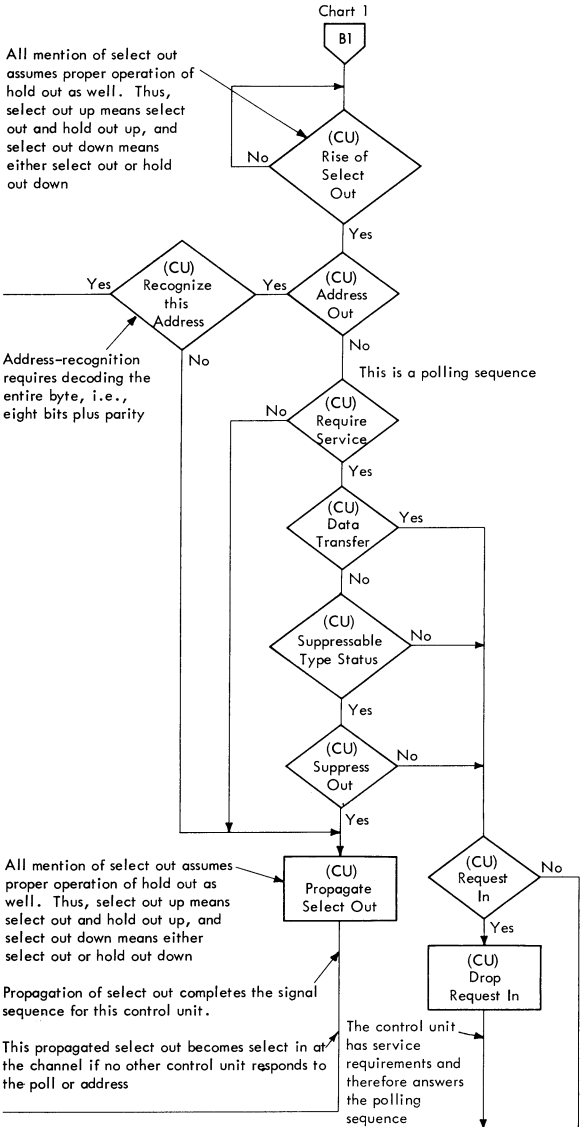 Chart 1
B1
All mention of select out
assumes proper operation of
hold out as well. Thus,
select out up means select
out and hold out up, and
select out down means
either select out or hold
out down
(CU)
Rise of
Select
Out
No
Yes
(CU)
Address
Out
Yes
No
(CU)
Recognize
this
Address
Yes
No
Address-recognition
requires decoding the
entire byte, i.e.,
eight bits plus parity
This is a polling sequence
(CU)
Require
Service
No
Yes
(CU)
Data
Transfer
Yes
No
(CU)
Suppressable
Type Status
No
Yes
(CU)
Suppress
Out
No
Yes
All mention of select out assumes
proper operation of hold out as
well. Thus, select out up means
select out and hold out up, and
select out down means either
select out or hold out down
(CU)
Propagate
Select Out
(CU)
Request
In
No
Yes
(CU)
Drop
Request In
Propagation of select out completes the signal
sequence for this control unit.
This propagated select out becomes select in at
the channel if no other control unit responds to
the poll or address
The control unit
has service
requirements and
therefore answers
the polling
sequence